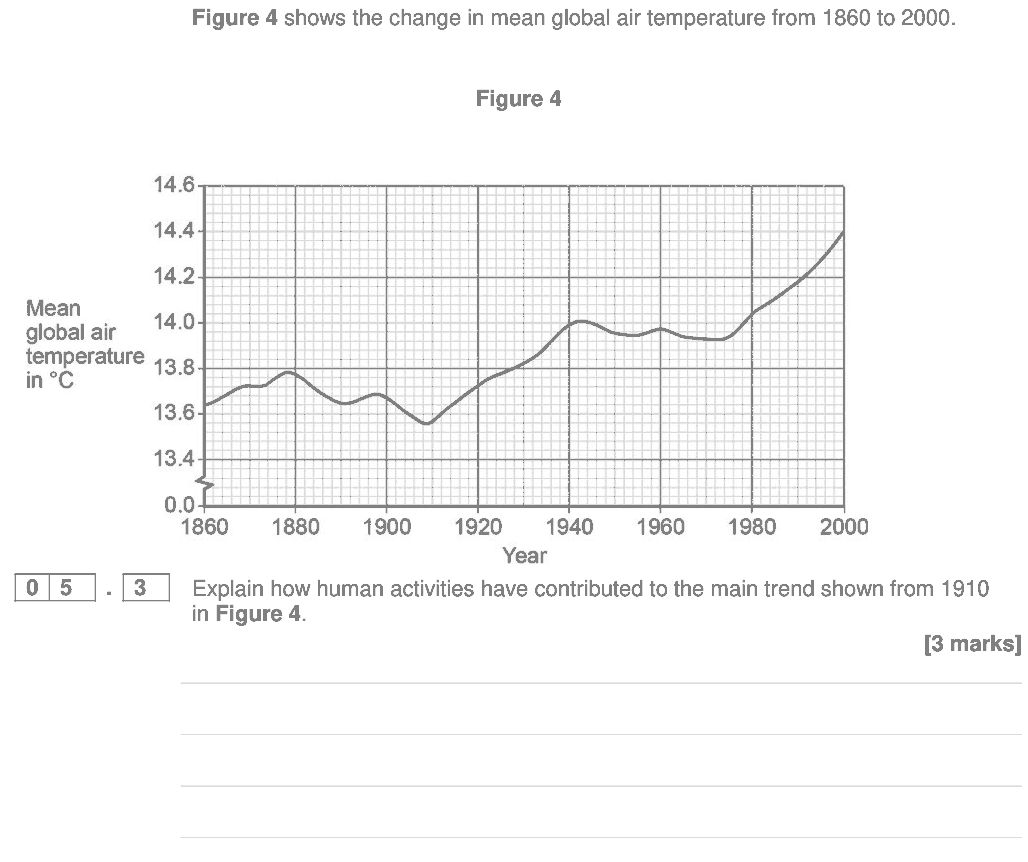 Figure 4 shows the change in mean global air temperature from 1860 to 2000.
Figure 4
14.6
14.4
14.2
Mean
global air
temperature
in °C
14.0
13.8
13.6
13.4
0.0
1860 1880 1900 1920 1940 1960 1980 2000
Year
0 5 . 3 Explain how human activities have contributed to the main trend shown from 1910
in Figure 4.
[3 marks]